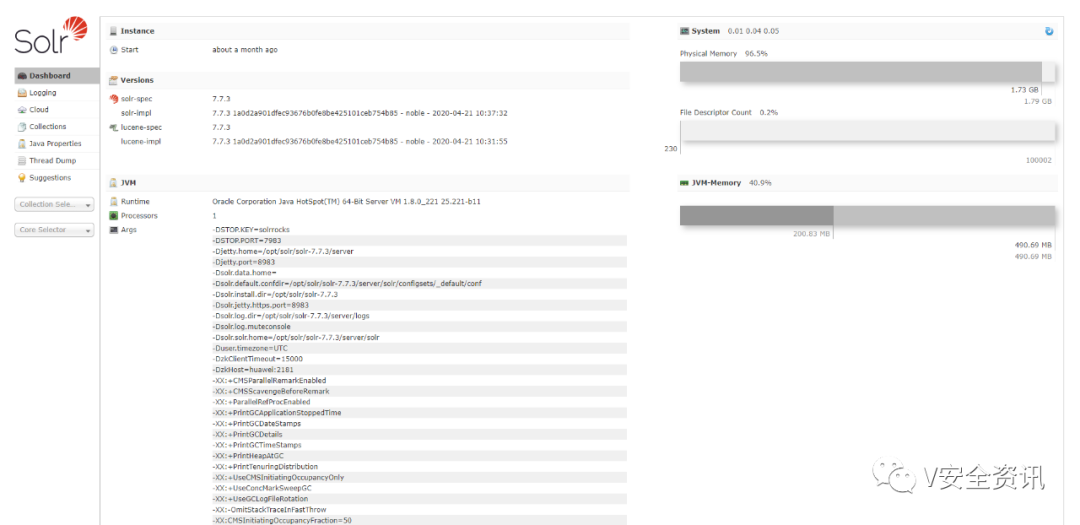 Solr
Dashboard
Logging
Cloud
Collections
Java Properties
Thread Dump
Suggestions
Collection Sele...
Core Selector
Instance
Start about a month ago
Versions
solr-spec 7.7.3
solr-impl 7.7.3 1a0d2a901dfec93676b0fe8be425101ceb754b85 - noble - 2020-04-21 10:37:32
lucene-spec 7.7.3
lucene-impl 7.7.3 1a0d2a901dfec93676b0fe8be425101ceb754b85 - noble - 2020-04-21 10:31:55
JVM
Runtime Oracle Corporation Java HotSpot(TM) 64-Bit Server VM 1.8.0_221 25.221-b11
Processors 1
Args -DSTOP.KEY=solrrocks
-DSTOP.PORT=7983
-Djetty.home=/opt/solr/solr-7.7.3/server
-Djetty.port=8983
-Dsolr.data.home=
-Dsolr.default.confdir=/opt/solr/solr-7.7.3/server/solr/configsets/_default/conf
-Dsolr.install.dir=/opt/solr/solr-7.7.3
-Dsolr.jetty.https.port=8983
-Dsolr.log.dir=/opt/solr/solr-7.7.3/server/logs
-Dsolr.log.muteconsole
-Dsolr.solr.home=/opt/solr/solr-7.7.3/server/solr
-Duser.timezone=UTC
-DzkClientTimeout=15000
-DzkHost=huawei:2181
-XX:+CMSParallelRemarkEnabled
-XX:+CMSScavengeBeforeRemark
-XX:+ParallelRefProcEnabled
-XX:+PrintGCApplicationStoppedTime
-XX:+PrintGCDateStamps
-XX:+PrintGCDetails
-XX:+PrintGCTimeStamps
-XX:+PrintHeapAtGC
-XX:+PrintTenuringDistribution
-XX:+UseCMSInitiatingOccupancyOnly
-XX:+UseConcMarkSweepGC
-XX:+UseGCLogFileRotation
-XX:-OmitStackTraceInFastThrow
-XX:CMSInitiatingOccupancyFraction=50
System 0.01 0.04 0.05
Physical Memory 96.5%
1.73 GB
1.79 GB
File Descriptor Count 0.2%
230
100002
JVM-Memory 40.9%
200.83 MB
490.69 MB
490.69 MB
V安全资讯